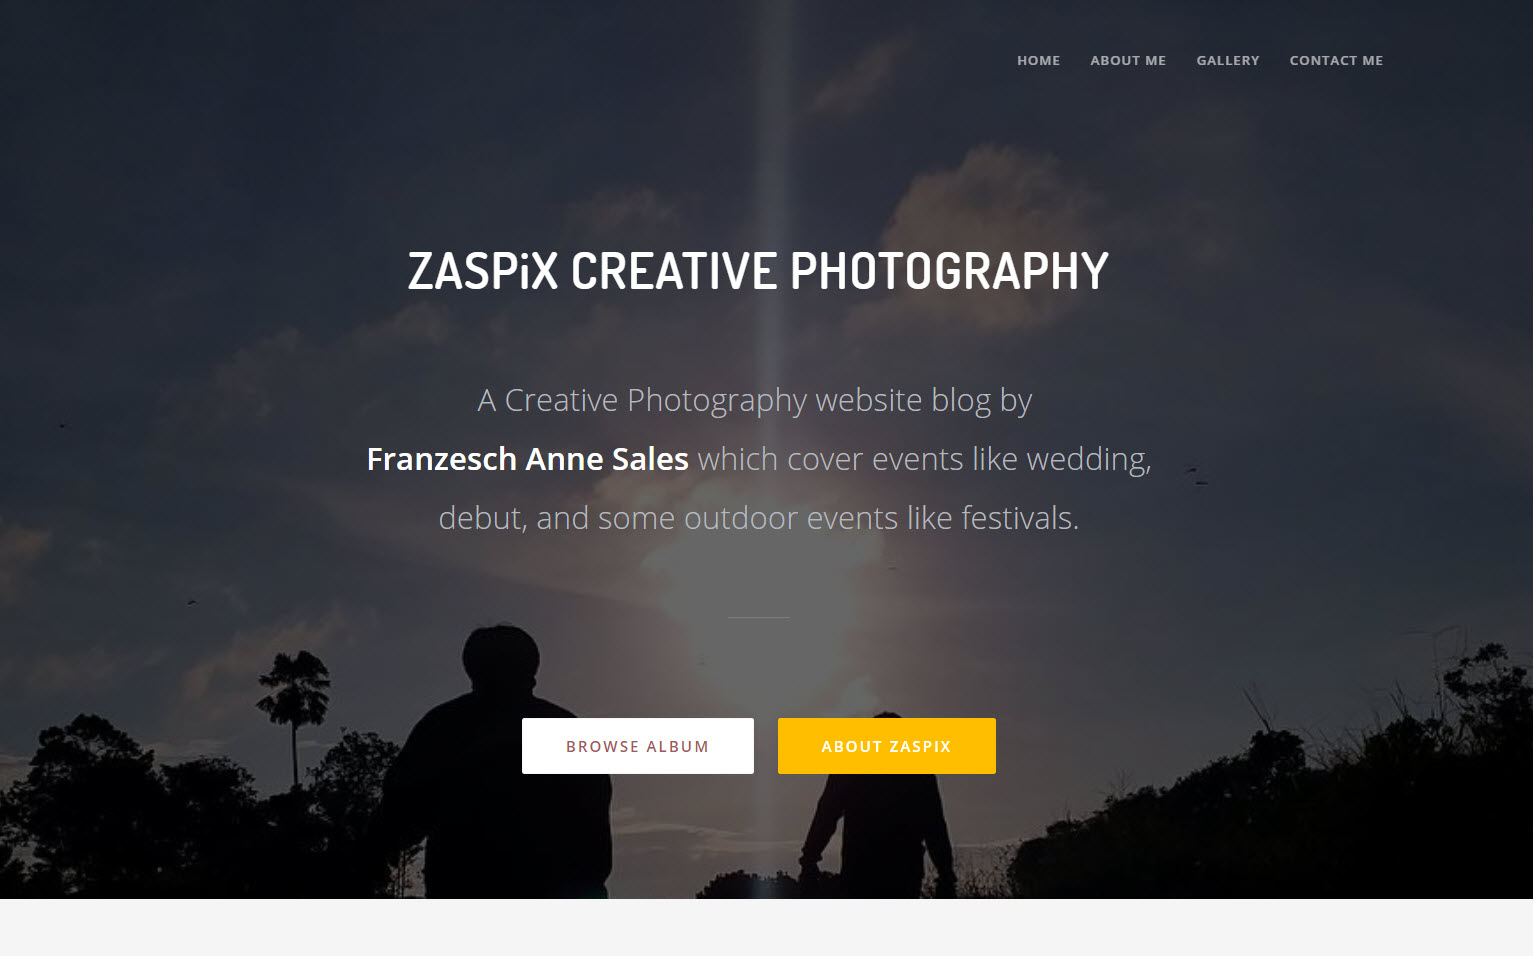 HOME ABOUT ME GALLERY CONTACT ME
ZASPiX CREATIVE PHOTOGRAPHY
A Creative Photography website blog by
Franzesch Anne Sales which cover events like wedding,
debut, and some outdoor events like festivals.
BROWSE ALBUM ABOUT ZASPIX